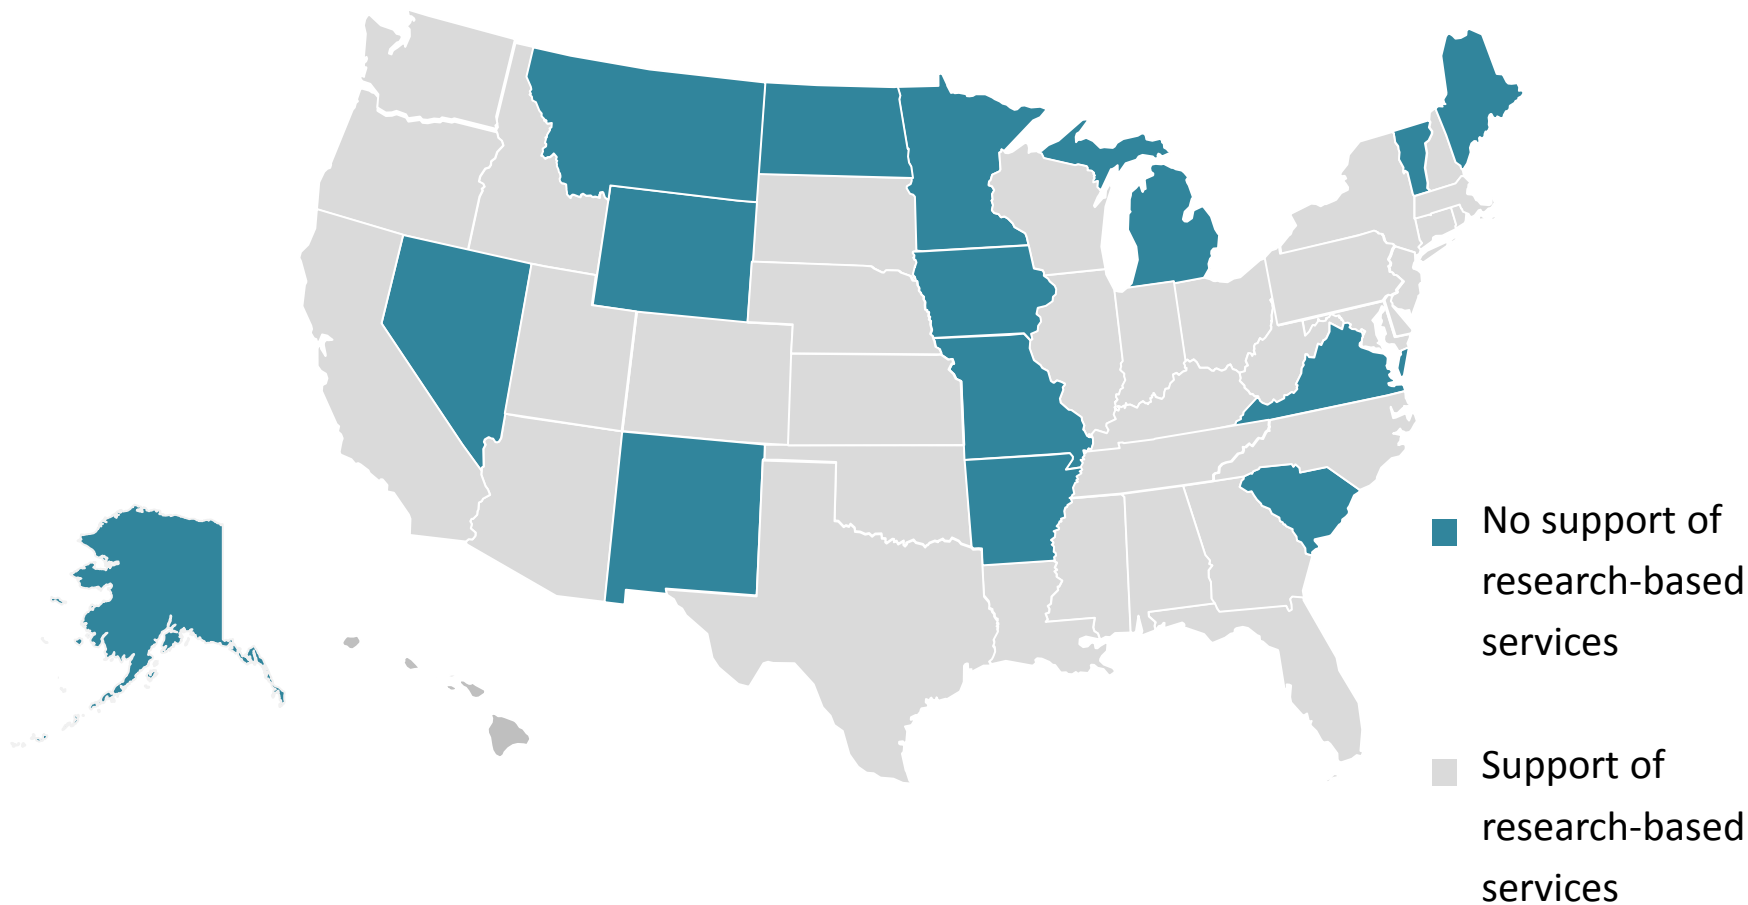 No support of
research-based
services
Support of
research-based
services